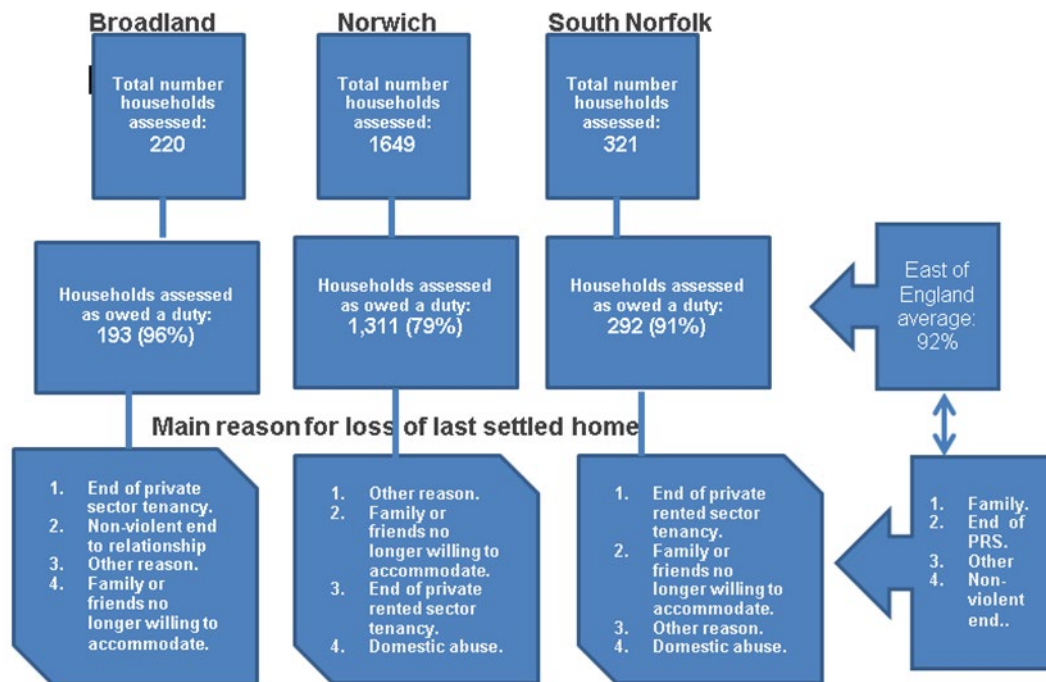 Broadland
Norwich
South Norfolk
Total number
households
assessed:
220
Total number
households
assessed:
1649
Total number
households
assessed:
321
Households assessed
as owed a duty:
193 (96%)
Households assessed
as owed a duty:
1,311 (79%)
Households assessed
as owed a duty:
292 (91%)
East of
England
average:
92%
Main reason for loss of last settled home
1. End of private
sector tenancy.
2. Non-violent end
to relationship
3. Other reason.
4. Family or
friends no
longer willing to
accommodate.
1. Other reason.
2. Family or
friends no
longer willing to
accommodate.
3. End of private
rented sector
tenancy.
4. Domestic abuse.
1. End of private
rented sector
tenancy.
2. Family or
friends no
longer willing to
accommodate.
3. Other reason.
4. Domestic abuse.
1. Family.
2. End of
PRS.
3. Other
4. Non-
violent
end..